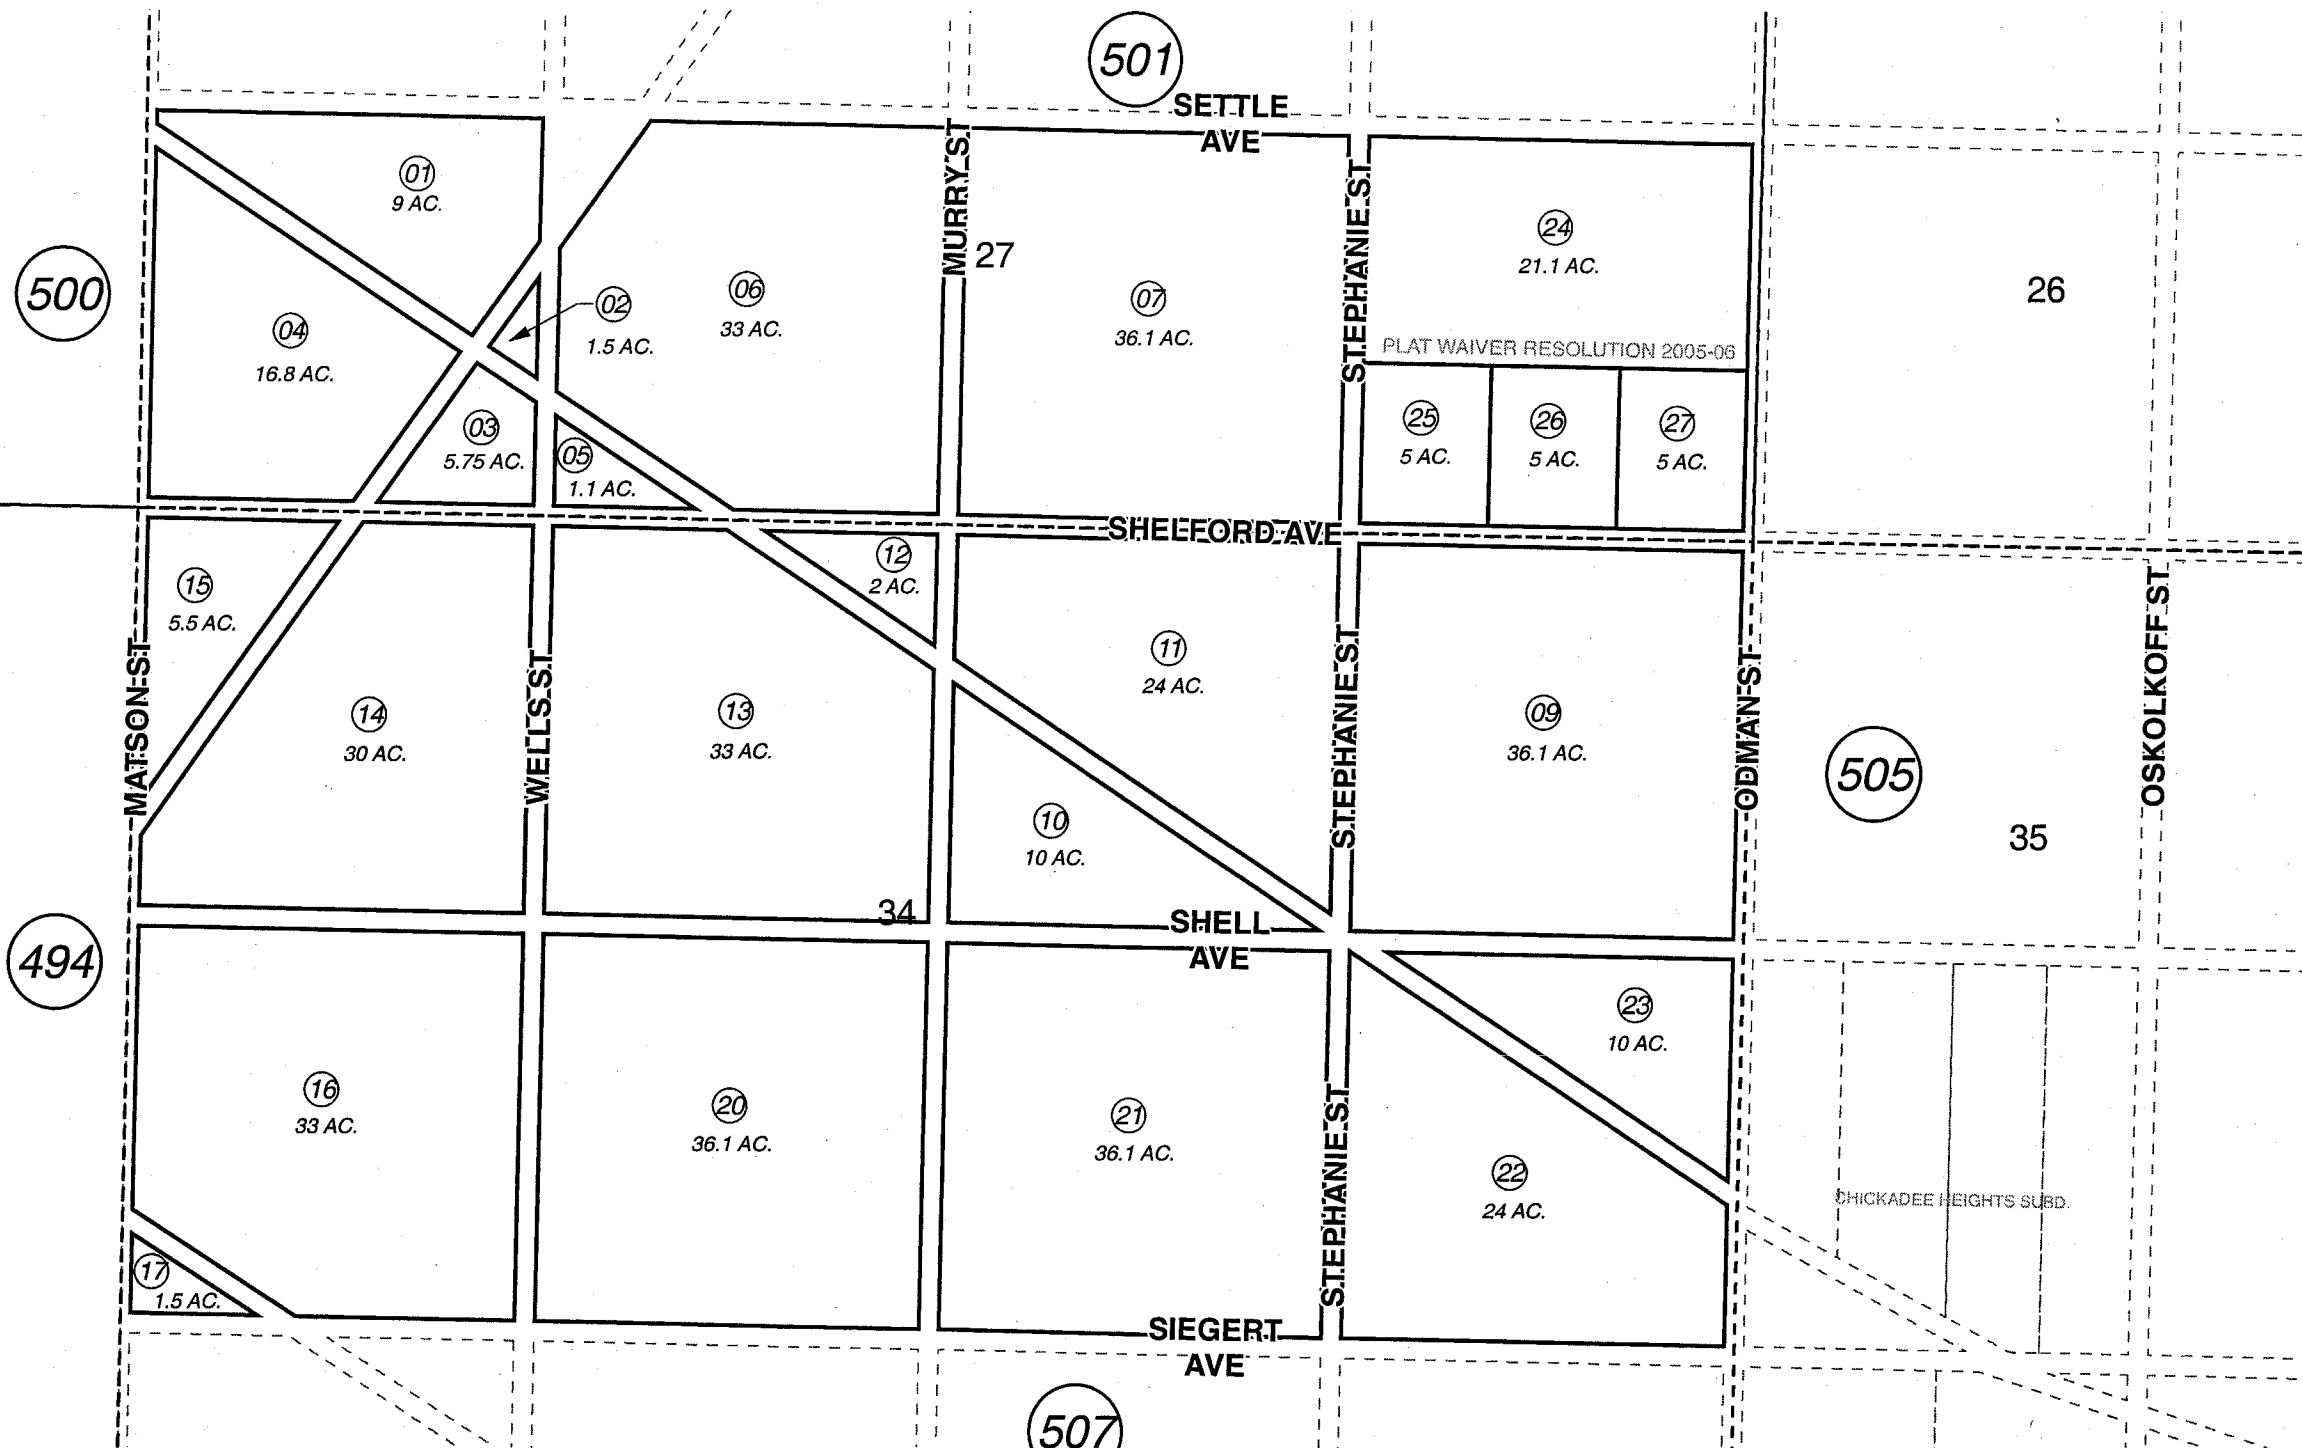 501
SETTLE
AVE
MURRY'S
STEPHANIE ST
01
9 AC.
24
21.1 AC.
27
26
500
02
1.5 AC.
06
33 AC.
07
36.1 AC.
04
16.8 AC.
PLAT WAIVER RESOLUTION 2005-06
03
5.75 AC.
05
1.1 AC.
25
5 AC.
26
5 AC.
27
5 AC.
SHELFORD AVE
12
2 AC.
15
5.5 AC.
11
24 AC.
MATSON ST
WELLS ST
STEPHANIE ST
ODMAN ST
OSKOLKOFF ST
14
30 AC.
13
33 AC.
09
36.1 AC.
505
10
10 AC.
35
34
SHELL
AVE
494
23
10 AC.
16
33 AC.
20
36.1 AC.
21
36.1 AC.
STEPHANIE ST
22
24 AC.
CHICKADEE HEIGHTS SUBD.
17
1.5 AC.
SIEGERT
AVE
507